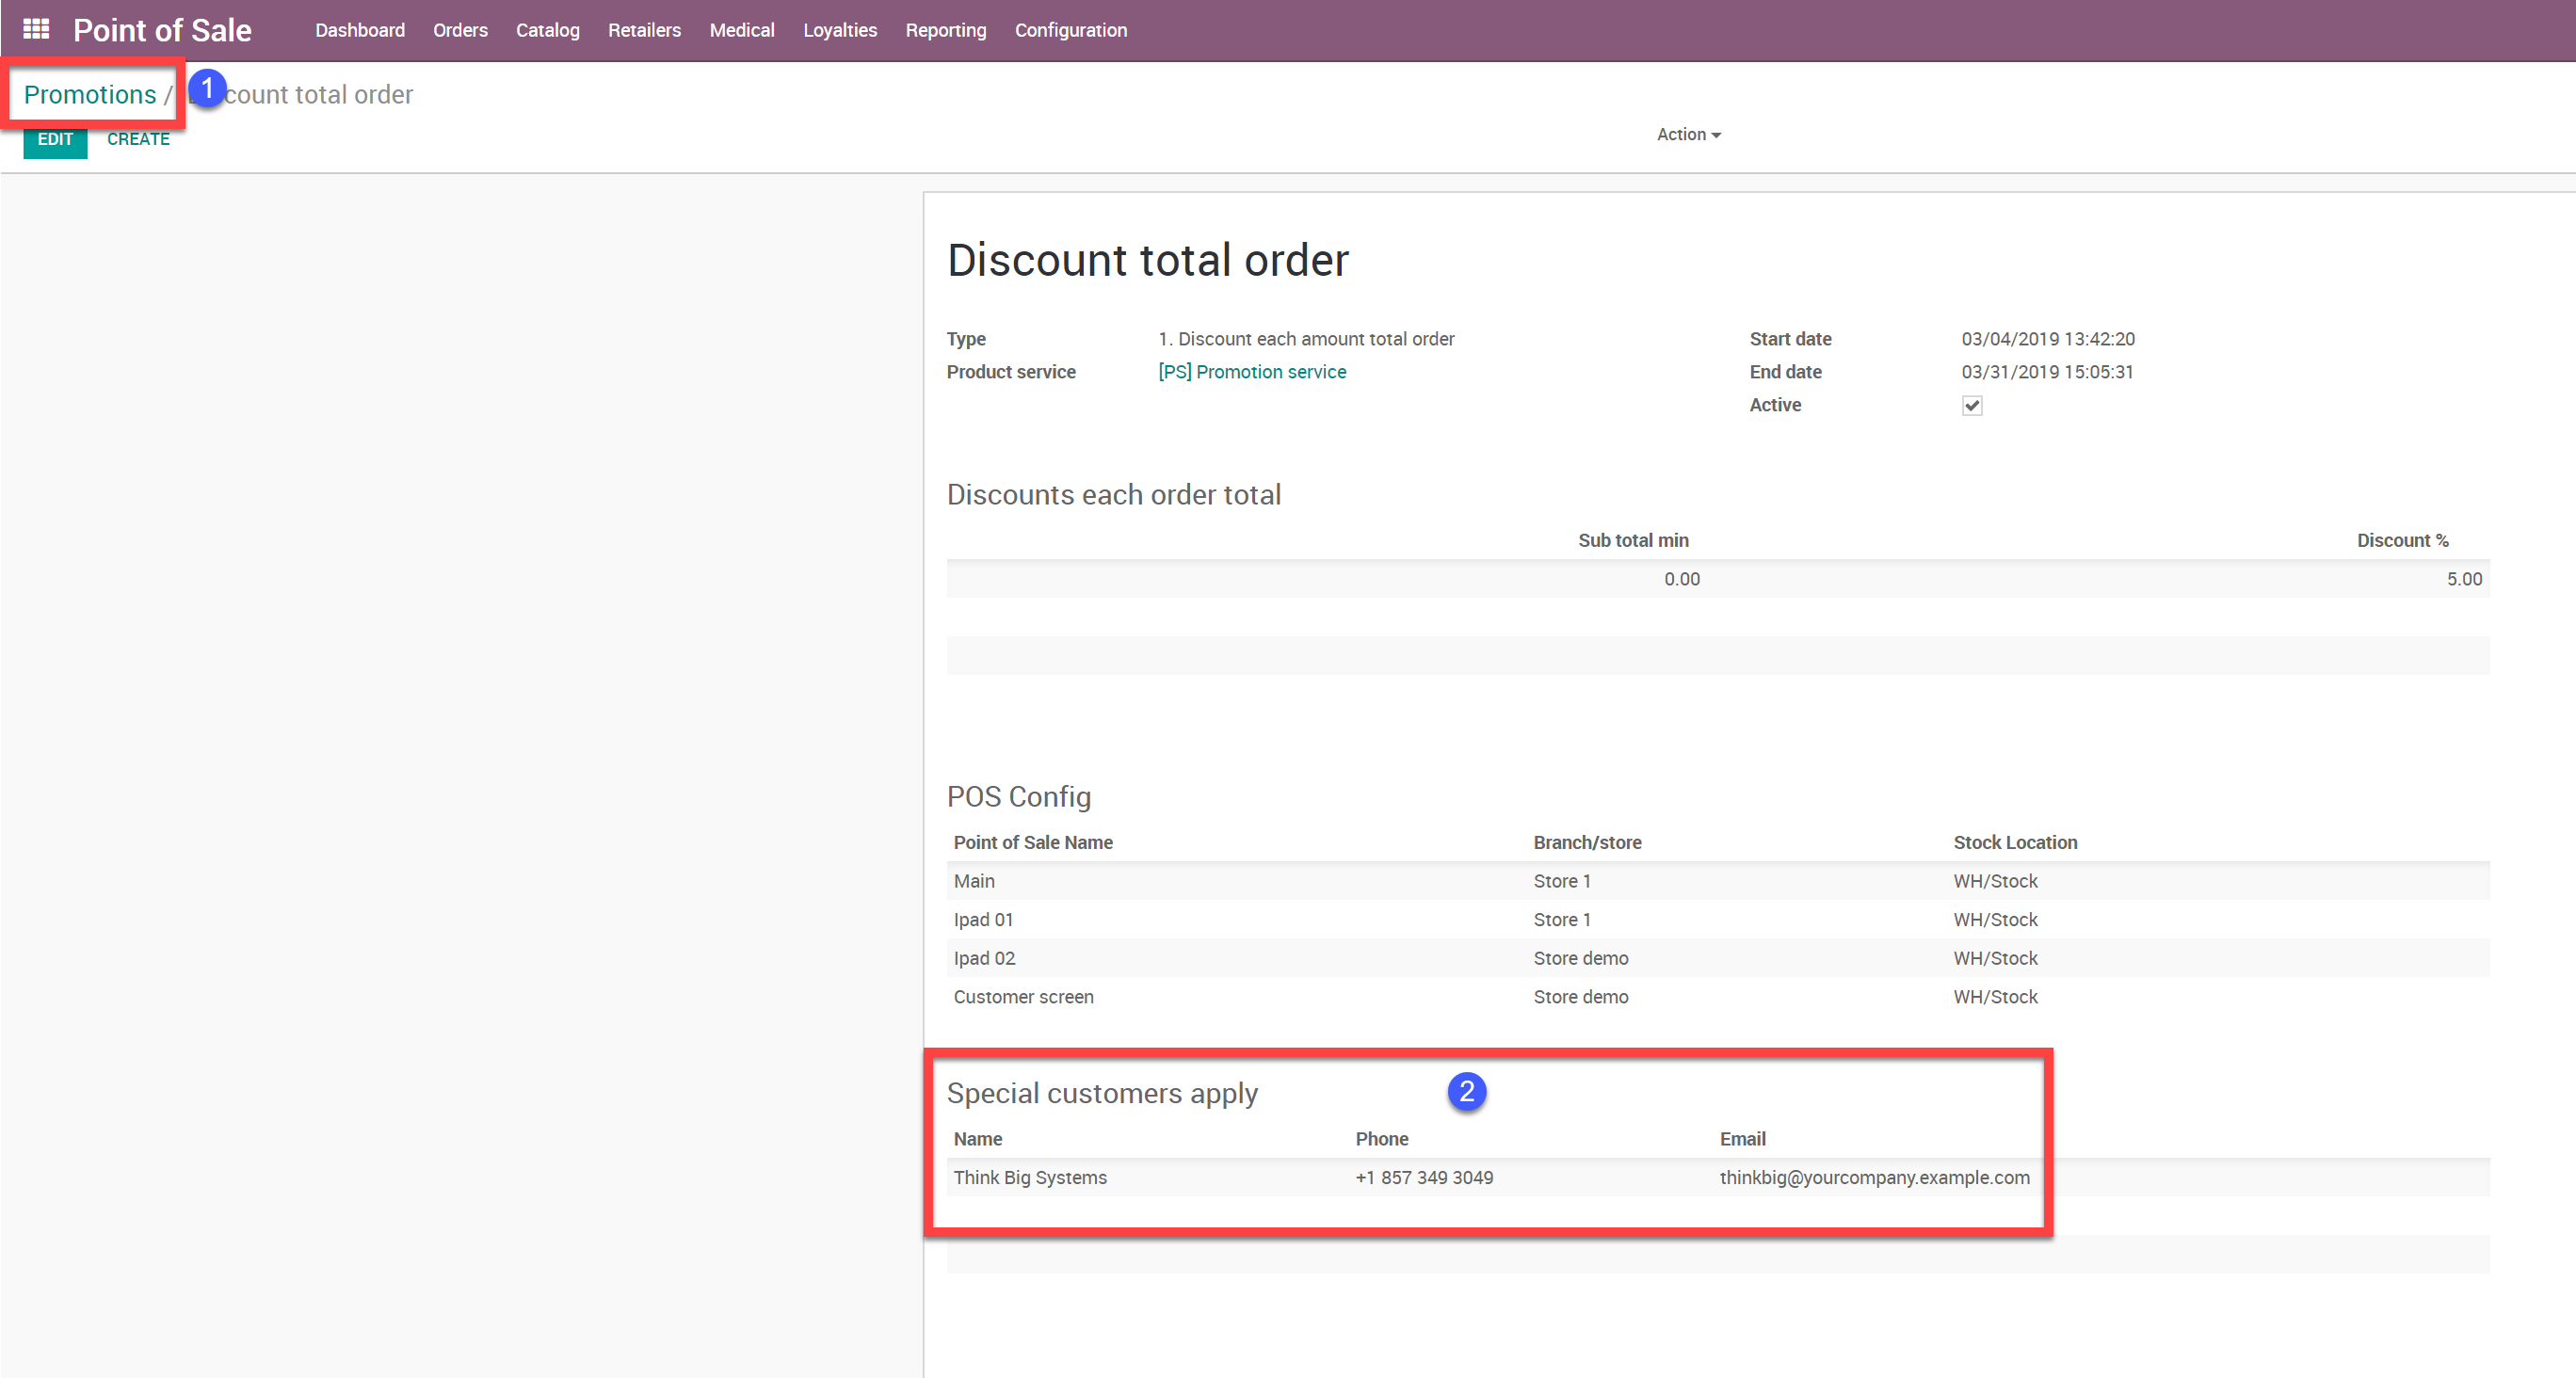 Point of Sale Dashboard Orders Catalog Retailers Medical Loyalties Reporting Configuration
Promotions / 1 count total order
EDIT CREATE Action
Discount total order
Type 1. Discount each amount total order Start date 03/04/2019 13:42:20
Product service [PS] Promotion service End date 03/31/2019 15:05:31
Active
Discounts each order total
Sub total min Discount %
0.00 5.00
POS Config
Point of Sale Name Branch/store Stock Location
Main Store 1 WH/Stock
Ipad 01 Store 1 WH/Stock
Ipad 02 Store demo WH/Stock
Customer screen Store demo WH/Stock
Special customers apply 2
Name Phone Email
Think Big Systems +1 857 349 3049 thinkbig@yourcompany.example.com